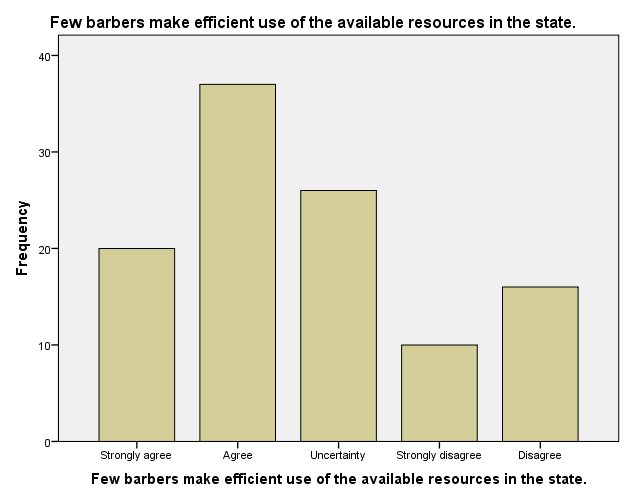 Few barbers make efficient use of the available resources in the state.
Frequency
40
30
20
10
0
Strongly agree Agree Uncertainty Strongly disagree Disagree
Few barbers make efficient use of the available resources in the state.